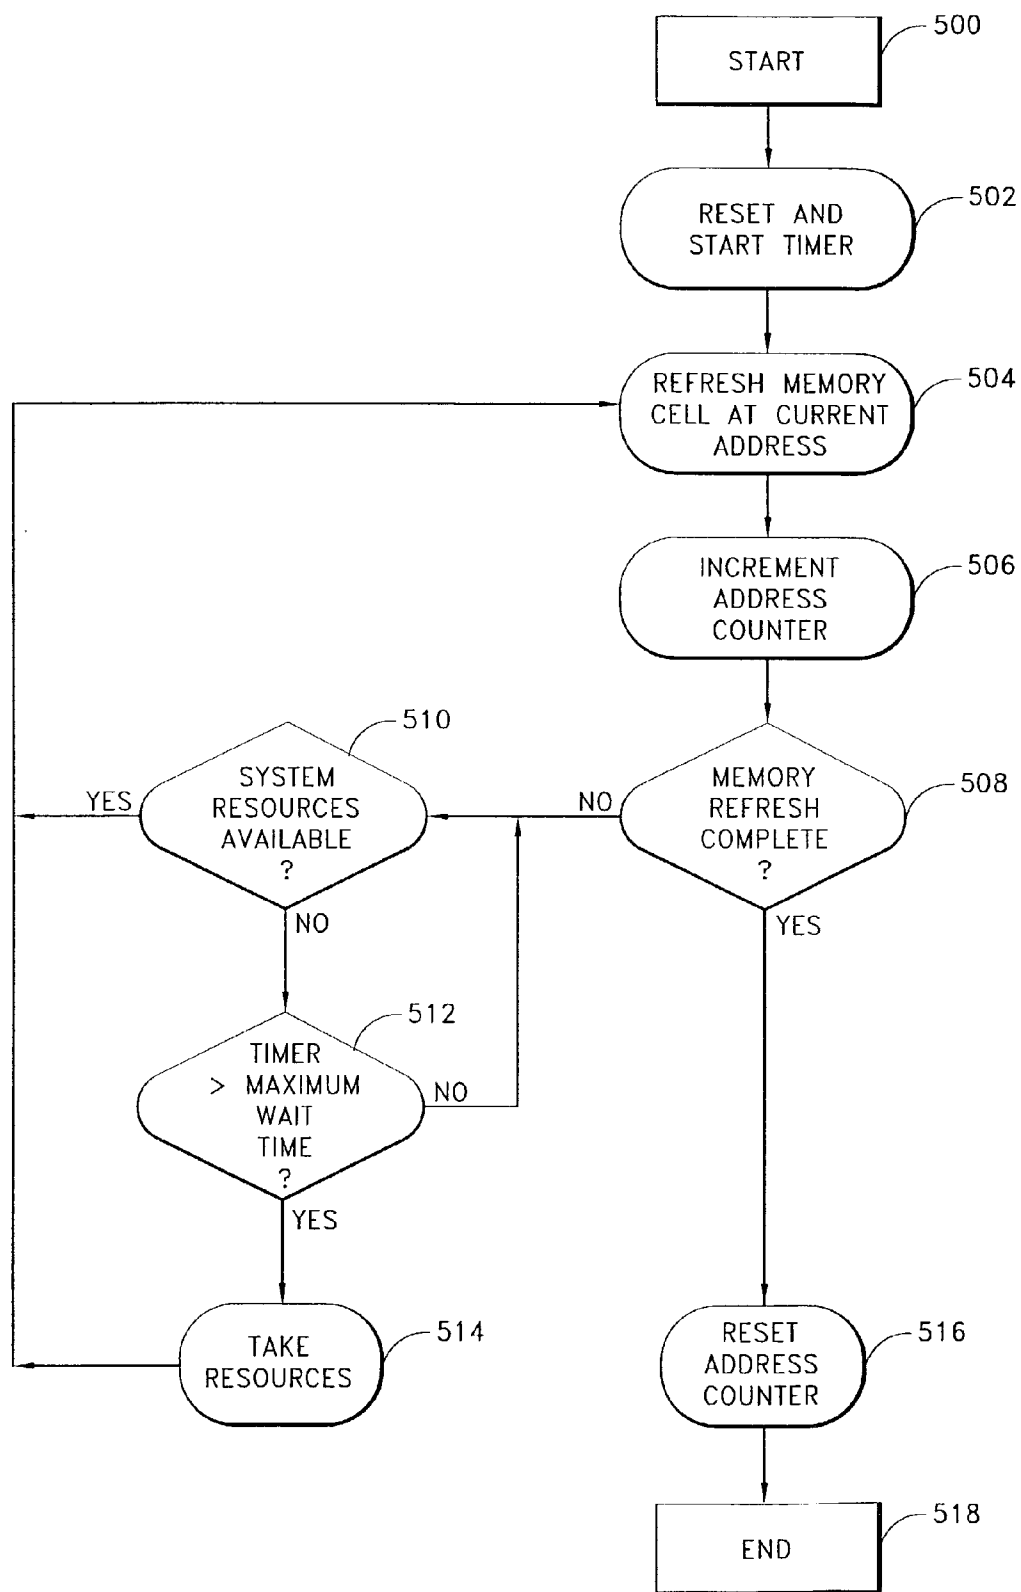 500
START
502
RESET AND
START TIMER
504
REFRESH MEMORY
CELL AT CURRENT
ADDRESS
506
INCREMENT
ADDRESS
COUNTER
510
SYSTEM
RESOURCES
AVAILABLE
?
YES
NO
NO
MEMORY
REFRESH
COMPLETE
?
508
YES
512
TIMER
> MAXIMUM
WAIT
TIME
?
NO
YES
514
TAKE
RESOURCES
516
RESET
ADDRESS
COUNTER
518
END